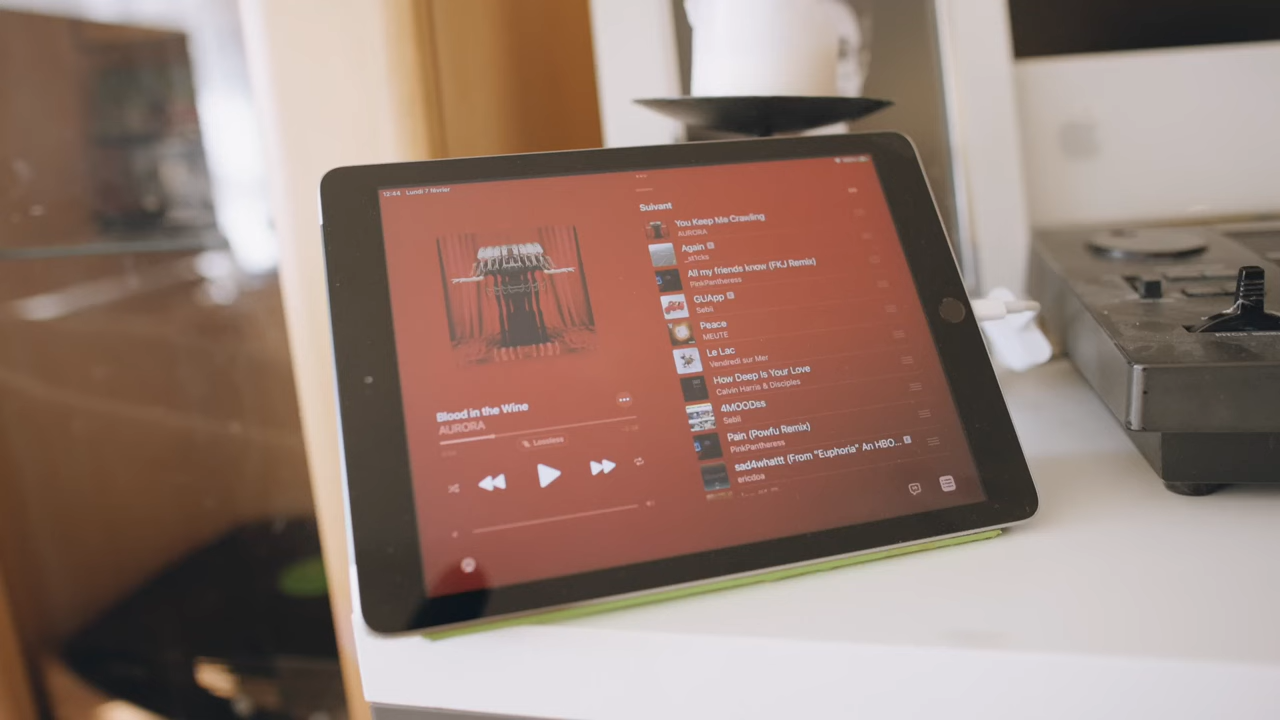 12:44 Lundi 7 février
Blood in the Wine
AURORA
Lossless
Suivant
You Keep Me Crawling
AURORA
Again E
_st1cks
All my friends know (FKJ Remix)
PinkPantheress
GUApp E
Sebii
Peace
MEUTE
Le Lac
Vendredi sur Mer
How Deep Is Your Love
Calvin Harris & Disciples
4MOODss
Sebii
Pain (Powfu Remix)
PinkPantheress
sad4whattt (From "Euphoria" An HBO... E
ericdoa